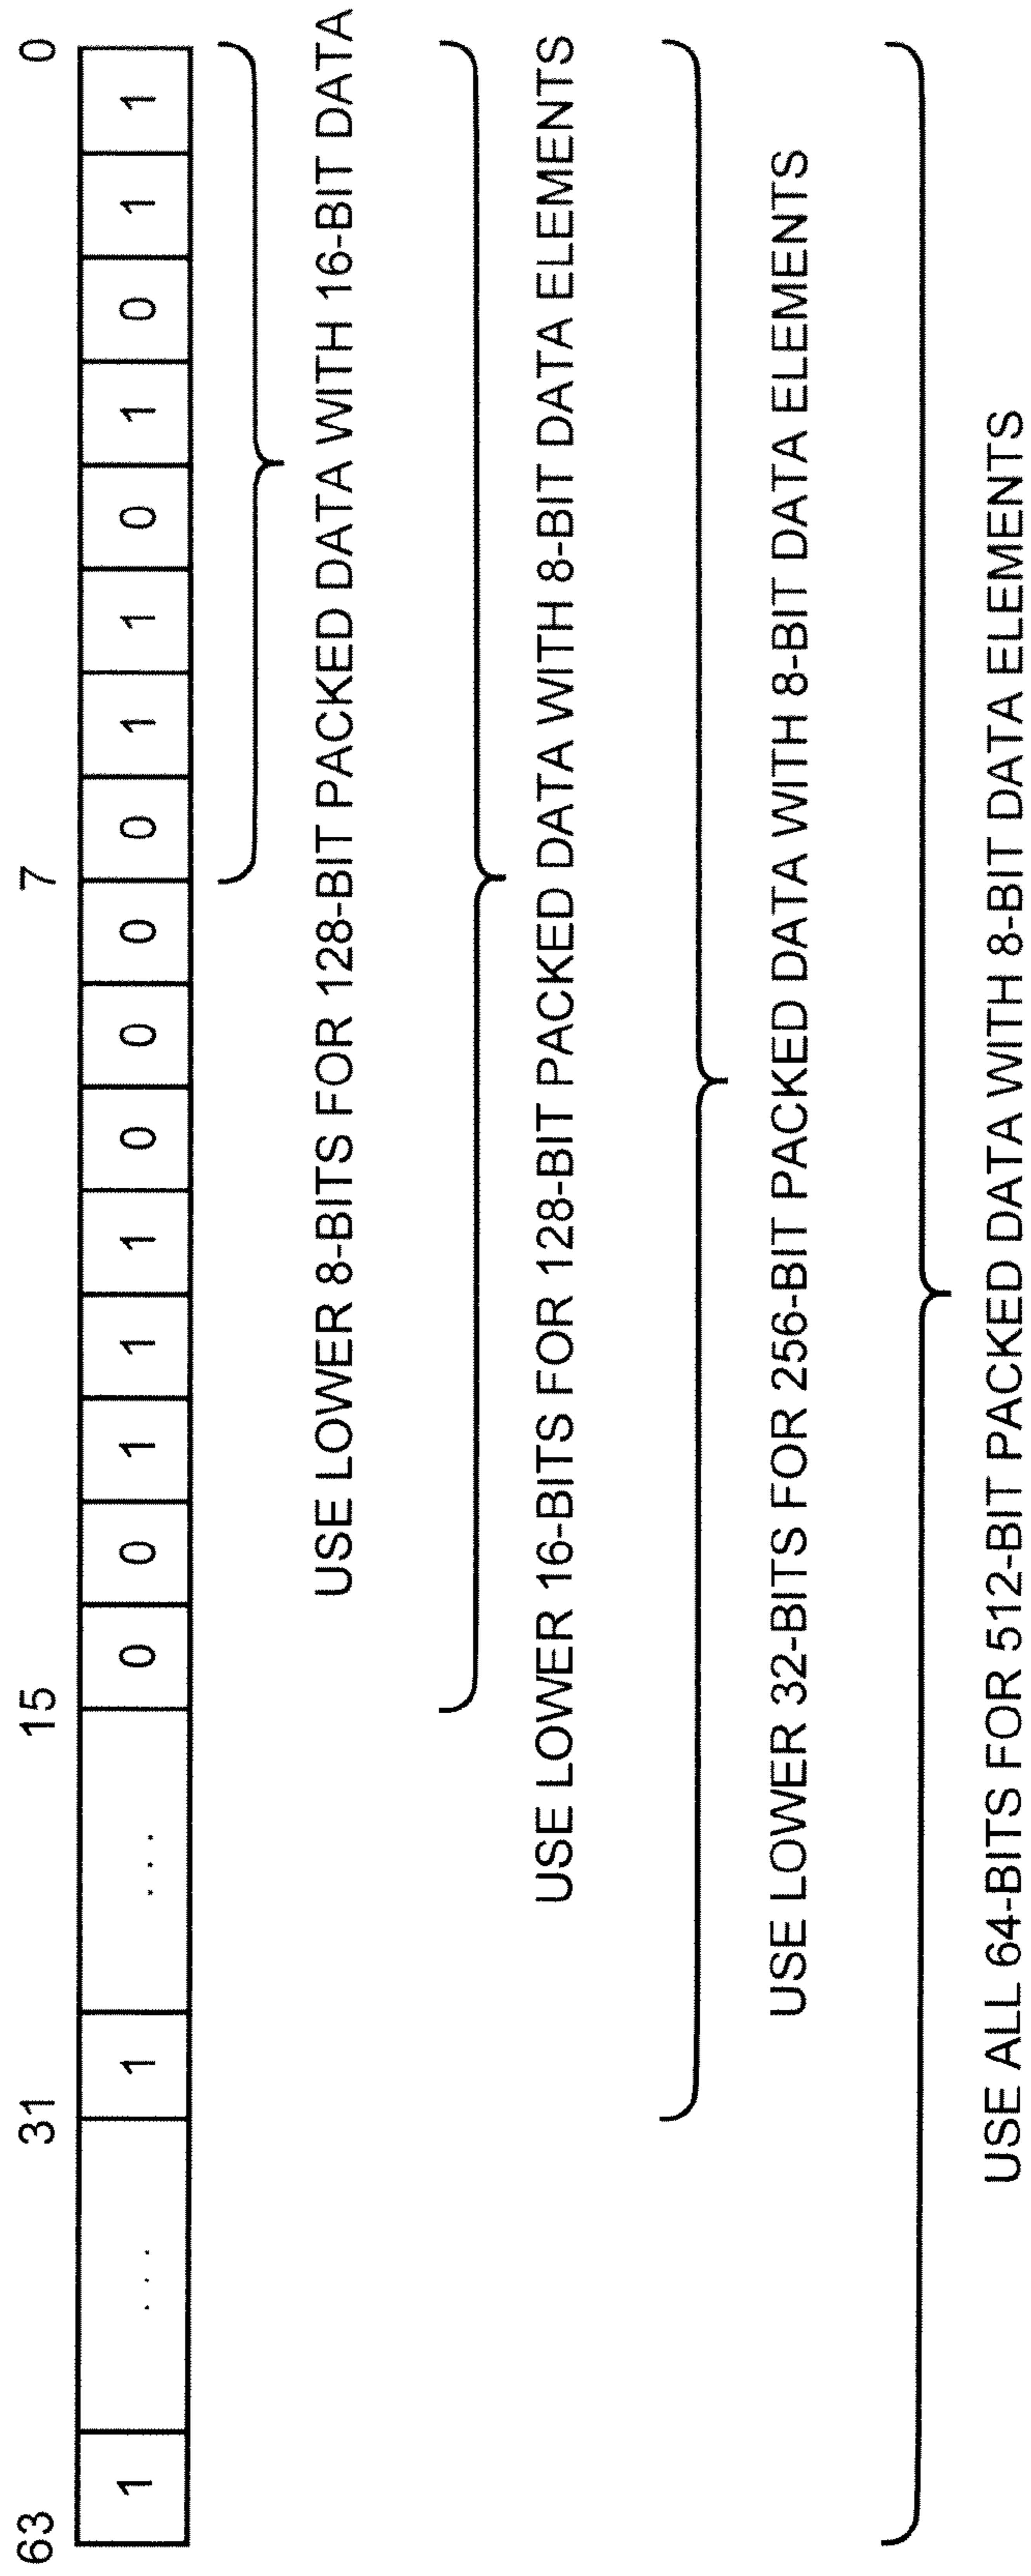 63 31 15 7 0
1 ... 1 ... 0 0 1 1 1 0 0 0 0 1 1 0 1 0 1 1
USE LOWER 8-BITS FOR 128-BIT PACKED DATA WITH 16-BIT DATA
USE LOWER 16-BITS FOR 128-BIT PACKED DATA WITH 8-BIT DATA ELEMENTS
USE LOWER 32-BITS FOR 256-BIT PACKED DATA WITH 8-BIT DATA ELEMENTS
USE ALL 64-BITS FOR 512-BIT PACKED DATA WITH 8-BIT DATA ELEMENTS